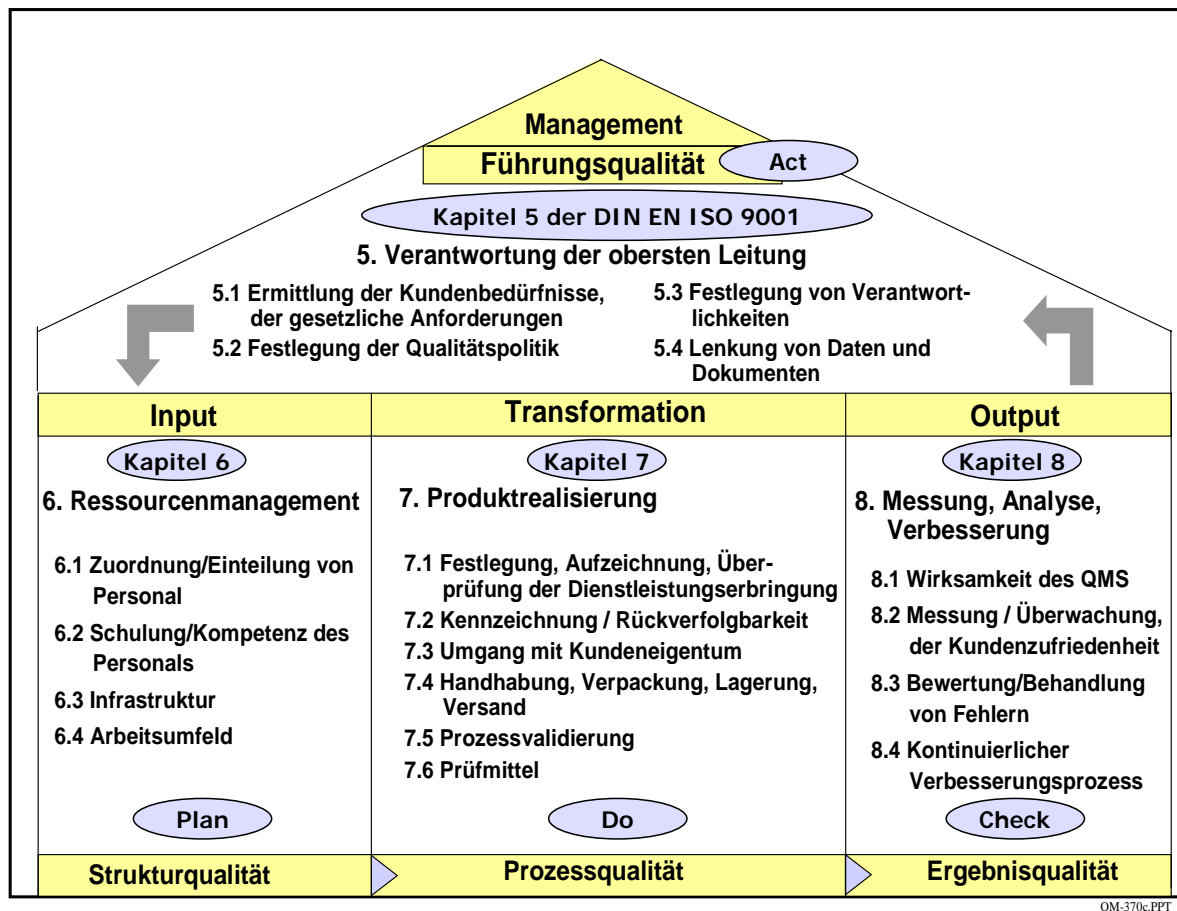 Management
Führungsqualität
Act
Kapitel 5 der DIN EN ISO 9001
5. Verantwortung der obersten Leitung
5.1 Ermittlung der Kundenbedürfnisse,
der gesetzliche Anforderungen
5.2 Festlegung der Qualitätspolitik
5.3 Festlegung von Verantwort-
lichkeiten
5.4 Lenkung von Daten und
Dokumenten
Input
Kapitel 6
6. Ressourcenmanagement
6.1 Zuordnung/Einteilung von
Personal
6.2 Schulung/Kompetenz des
Personals
6.3 Infrastruktur
6.4 Arbeitsumfeld
Plan
Strukturqualität
Transformation
Kapitel 7
7. Produktrealisierung
7.1 Festlegung, Aufzeichnung, Über-
prüfung der Dienstleistungserbringung
7.2 Kennzeichnung / Rückverfolgbarkeit
7.3 Umgang mit Kundeneigentum
7.4 Handhabung, Verpackung, Lagerung,
Versand
7.5 Prozessvalidierung
7.6 Prüfmittel
Do
Prozessqualität
Output
Kapitel 8
8. Messung, Analyse,
Verbesserung
8.1 Wirksamkeit des QMS
8.2 Messung / Überwachung,
der Kundenzufriedenheit
8.3 Bewertung/Behandlung
von Fehlern
8.4 Kontinuierlicher
Verbesserungsprozess
Check
Ergebnisqualität
QM-370c.PPT